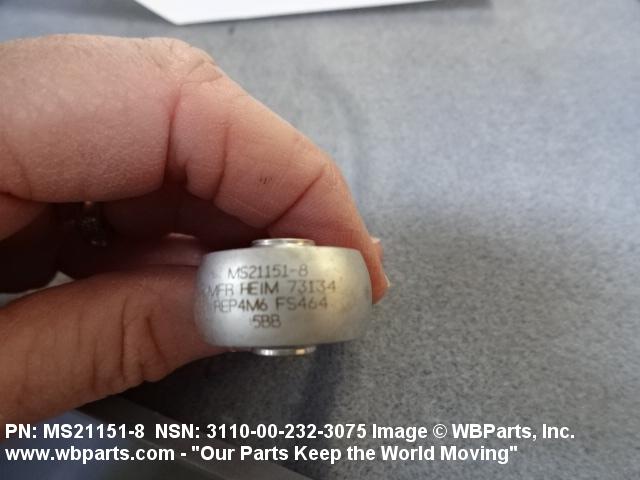 MS21151-8
MFR HEIM 73134
REP4M6 FS464
5BB
PN: MS21151-8 NSN: 3110-00-232-3075 Image © WBParts, Inc.
www.wbparts.com - "Our Parts Keep the World Moving"